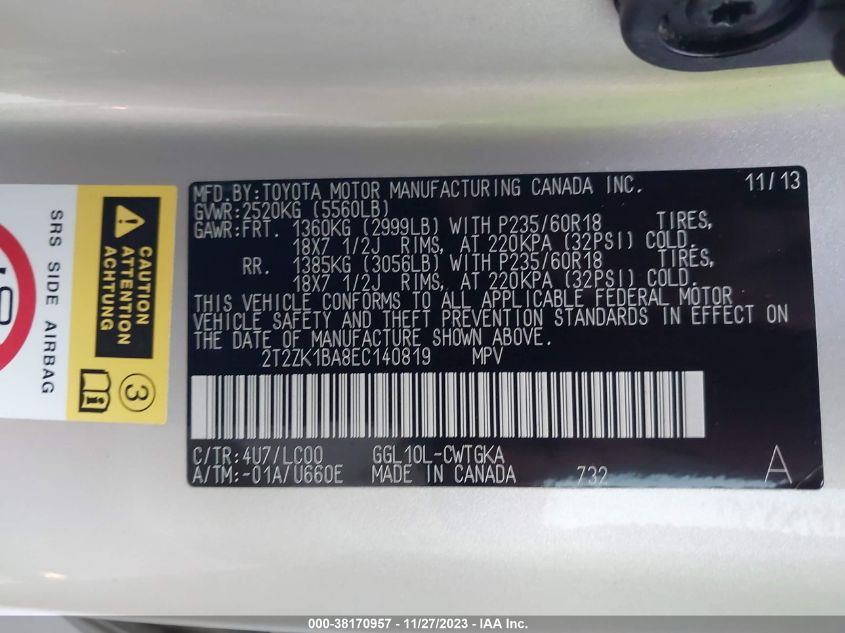 MFD.BY:TOYOTA MOTOR MANUFACTURING CANADA INC. 11/13
GVWR:2520KG (5560LB)
GAWR:FRT. 1360KG (2999LB) WITH P235/60R18 TIRES,
18X7 1/2J RIMS, AT 220KPA (32PSI) COLD.
RR. 1385KG (3056LB) WITH P235/60R18 TIRES,
18X7 1/2J RIMS, AT 220KPA (32PSI) COLD.
THIS VEHICLE CONFORMS TO ALL APPLICABLE FEDERAL MOTOR
VEHICLE SAFETY AND THEFT PREVENTION STANDARDS IN EFFECT ON
THE DATE OF MANUFACTURE SHOWN ABOVE.
2T2ZK1BA8EC140819 MPV
C/TR:4U7/LC00 GGL10L-CWTGKA
A/TM:-01A/U660E MADE IN CANADA 732 A
SRS SIDE AIRBAG
CAUTION
ATTENTION
ACHTUNG
3
000-38170957 - 11/27/2023 - IAA Inc.